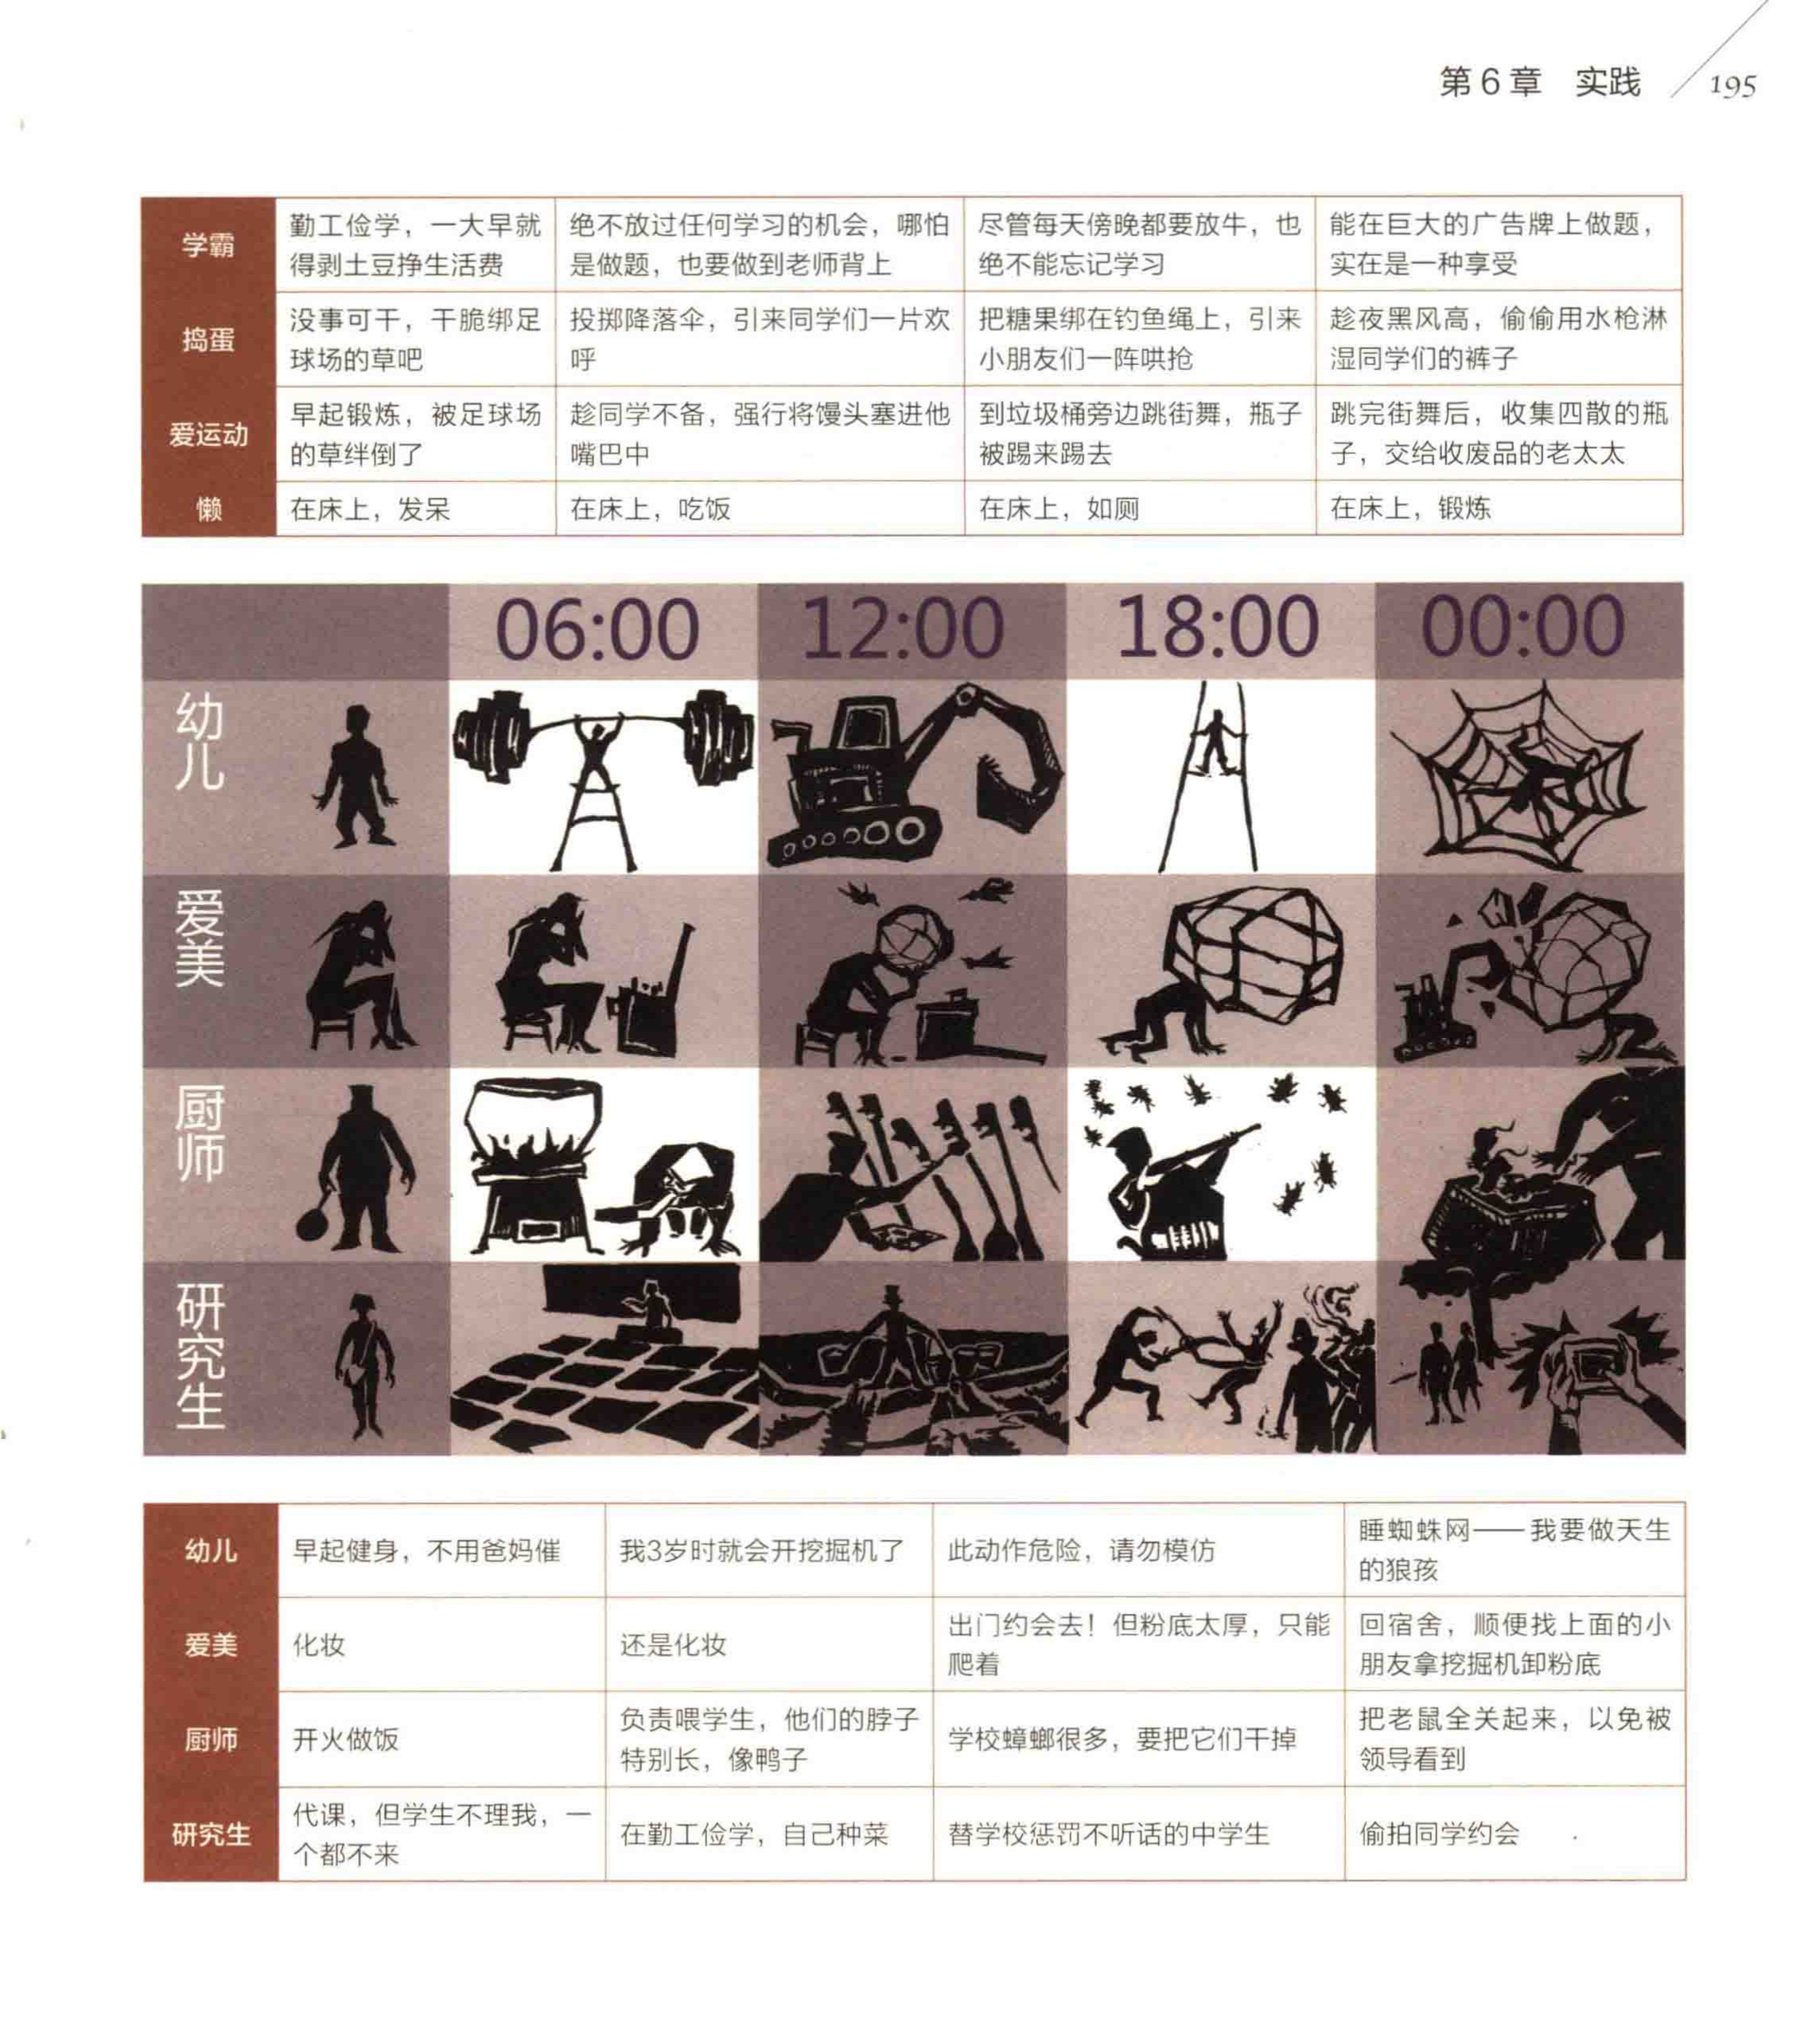 第6章 实践 195
学霸
勤工俭学，一大早就
得剥土豆挣生活费
绝不放过任何学习的机会，哪怕
是做题，也要做到老师背上
尽管每天傍晚都要放牛，也
绝不能忘记学习
能在巨大的广告牌上做题，
实在是一种享受
捣蛋
没事可干，干脆绑足
球场的草吧
投掷降落伞，引来同学们一片欢
呼
把糖果绑在钓鱼绳上，引来
小朋友们一阵哄抢
趁夜黑风高，偷偷用水枪淋
湿同学们的裤子
爱运动
早起锻炼，被足球场
的草绊倒了
趁同学不备，强行将馒头塞进他
嘴巴中
到垃圾桶旁边跳街舞，瓶子
被踢来踢去
跳完街舞后，收集四散的瓶
子，交给收废品的老太太
懒
在床上，发呆
在床上，吃饭
在床上，如厕
在床上，锻炼
06:00
12:00
18:00
00:00
幼儿
爱美
厨师
研究生
幼儿
早起健身，不用爸妈催
我3岁时就会开挖掘机了
此动作危险，请勿模仿
睡蜘蛛网——我要做天生
的狼孩
爱美
化妆
还是化妆
出门约会去！但粉底太厚，只能
爬着
回宿舍，顺便找上面的小
朋友拿挖掘机卸粉底
厨师
开火做饭
负责喂学生，他们的脖子
特别长，像鸭子
学校蟑螂很多，要把它们干掉
把老鼠全关起来，以免被
领导看到
研究生
代课，但学生不理我，一
个都不来
在勤工俭学，自己种菜
替学校惩罚不听话的中学生
偷拍同学约会